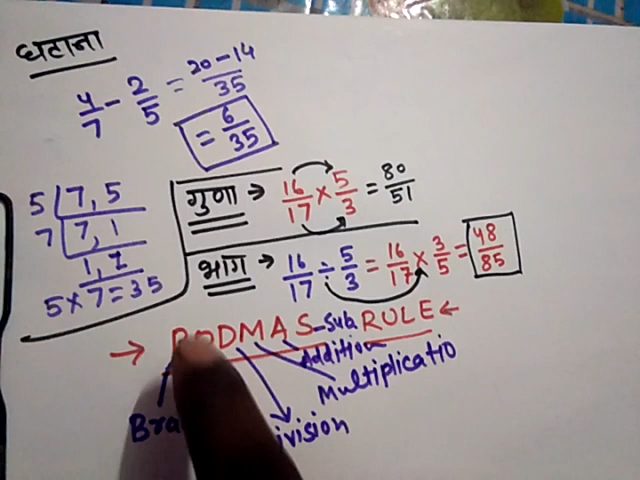 घटाना
4/7 - 2/5 = 20-14/35
= 6/35
5 | 7, 5
7 | 7, 1
1, 1
5 × 7 = 35
गुणा → 16/17 × 5/3 = 80/51
भाग → 16/17 ÷ 5/3 = 16/17 × 3/5 = 48/85
→ BODMAS RULE ←
Sub
Addition
Multiplicatio
ivision
Bra